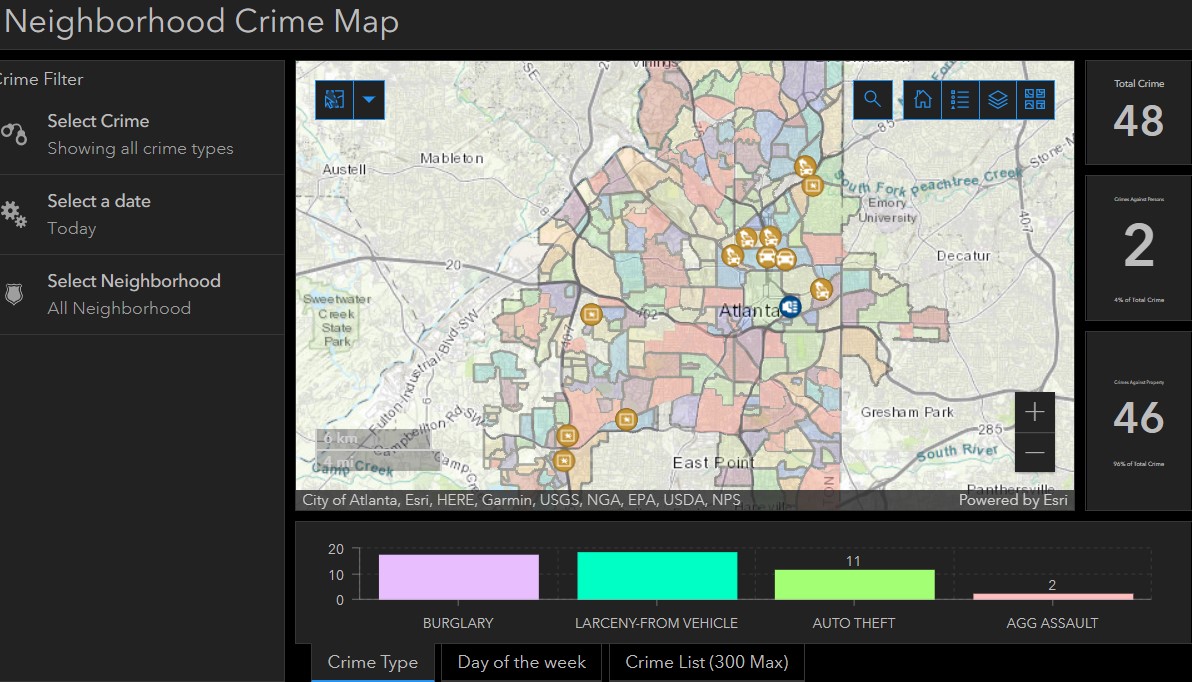 Neighborhood Crime Map
Crime Filter
Select Crime
Showing all crime types
Select a date
Today
Select Neighborhood
All Neighborhood
Vinings
Austell
Mableton
85
South Fork Peachtree Creek
Stone-M
Emory
University
407
Decatur
20
Sweetwater
Creek
State
Park
Fulton-Industrial-Blvd-SW
407
402
Atlanta
Gresham Park
Campbellton Rd SW
6 km
4 mi
Camp Creek
Camp
East Point
285
South River
Panthersville
+
—
City of Atlanta, Esri, HERE, Garmin, USGS, NGA, EPA, USDA, NPS
Powered by Esri
Total Crime
48
Crimes Against Persons
2
4% of Total Crime
Crimes Against Property
46
96% of Total Crime
20
10
0
11
2
BURGLARY
LARCENY-FROM VEHICLE
AUTO THEFT
AGG ASSAULT
Crime Type
Day of the week
Crime List (300 Max)